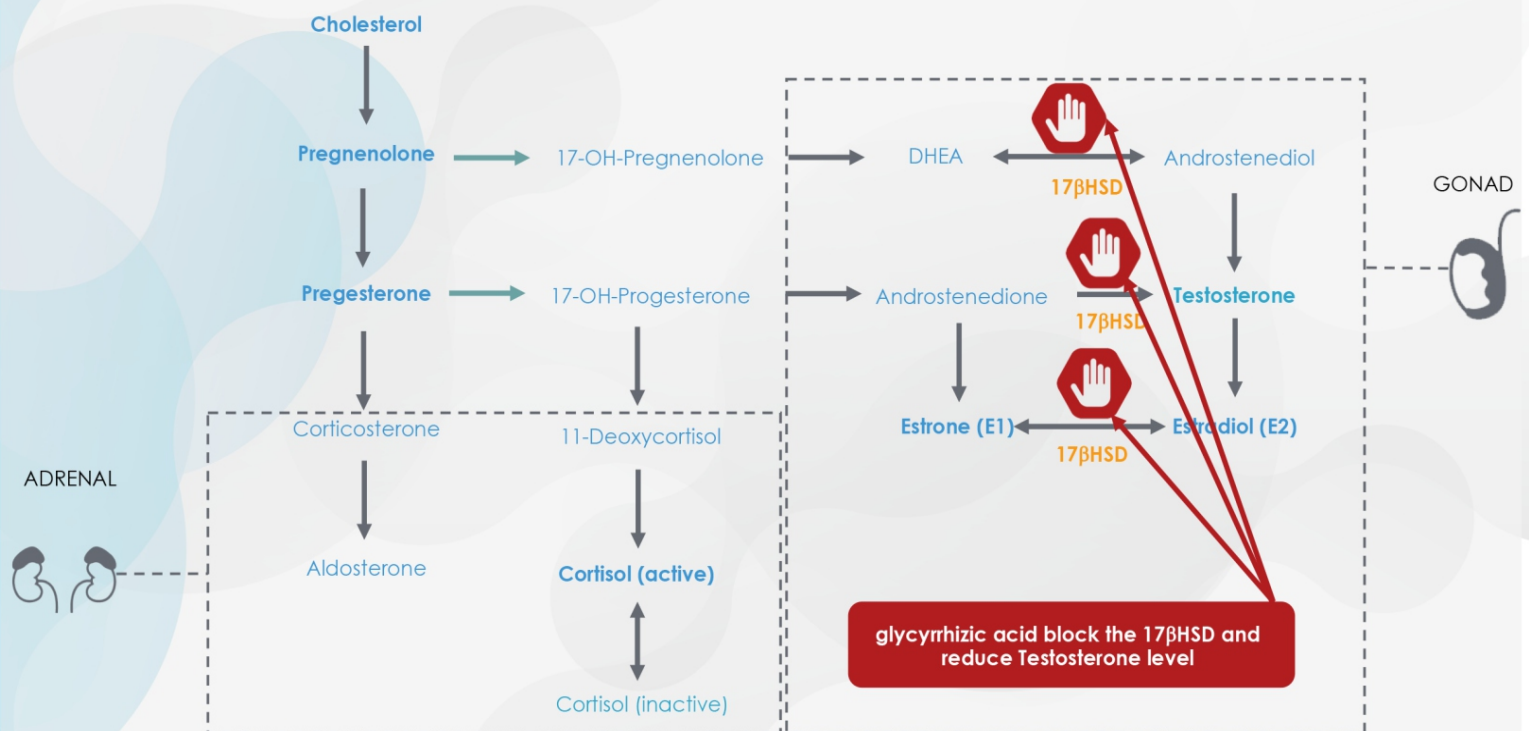 Cholesterol
Pregnenolone
17-OH-Pregnenolone
DHEA
17βHSD
Androstenediol
GONAD
Pregesterone
17-OH-Progesterone
Androstenedione
17βHSD
Testosterone
Corticosterone
11-Deoxycortisol
Estrone (E1)
17βHSD
Estradiol (E2)
ADRENAL
Aldosterone
Cortisol (active)
glycyrrhizic acid block the 17βHSD and
reduce Testosterone level
Cortisol (inactive)